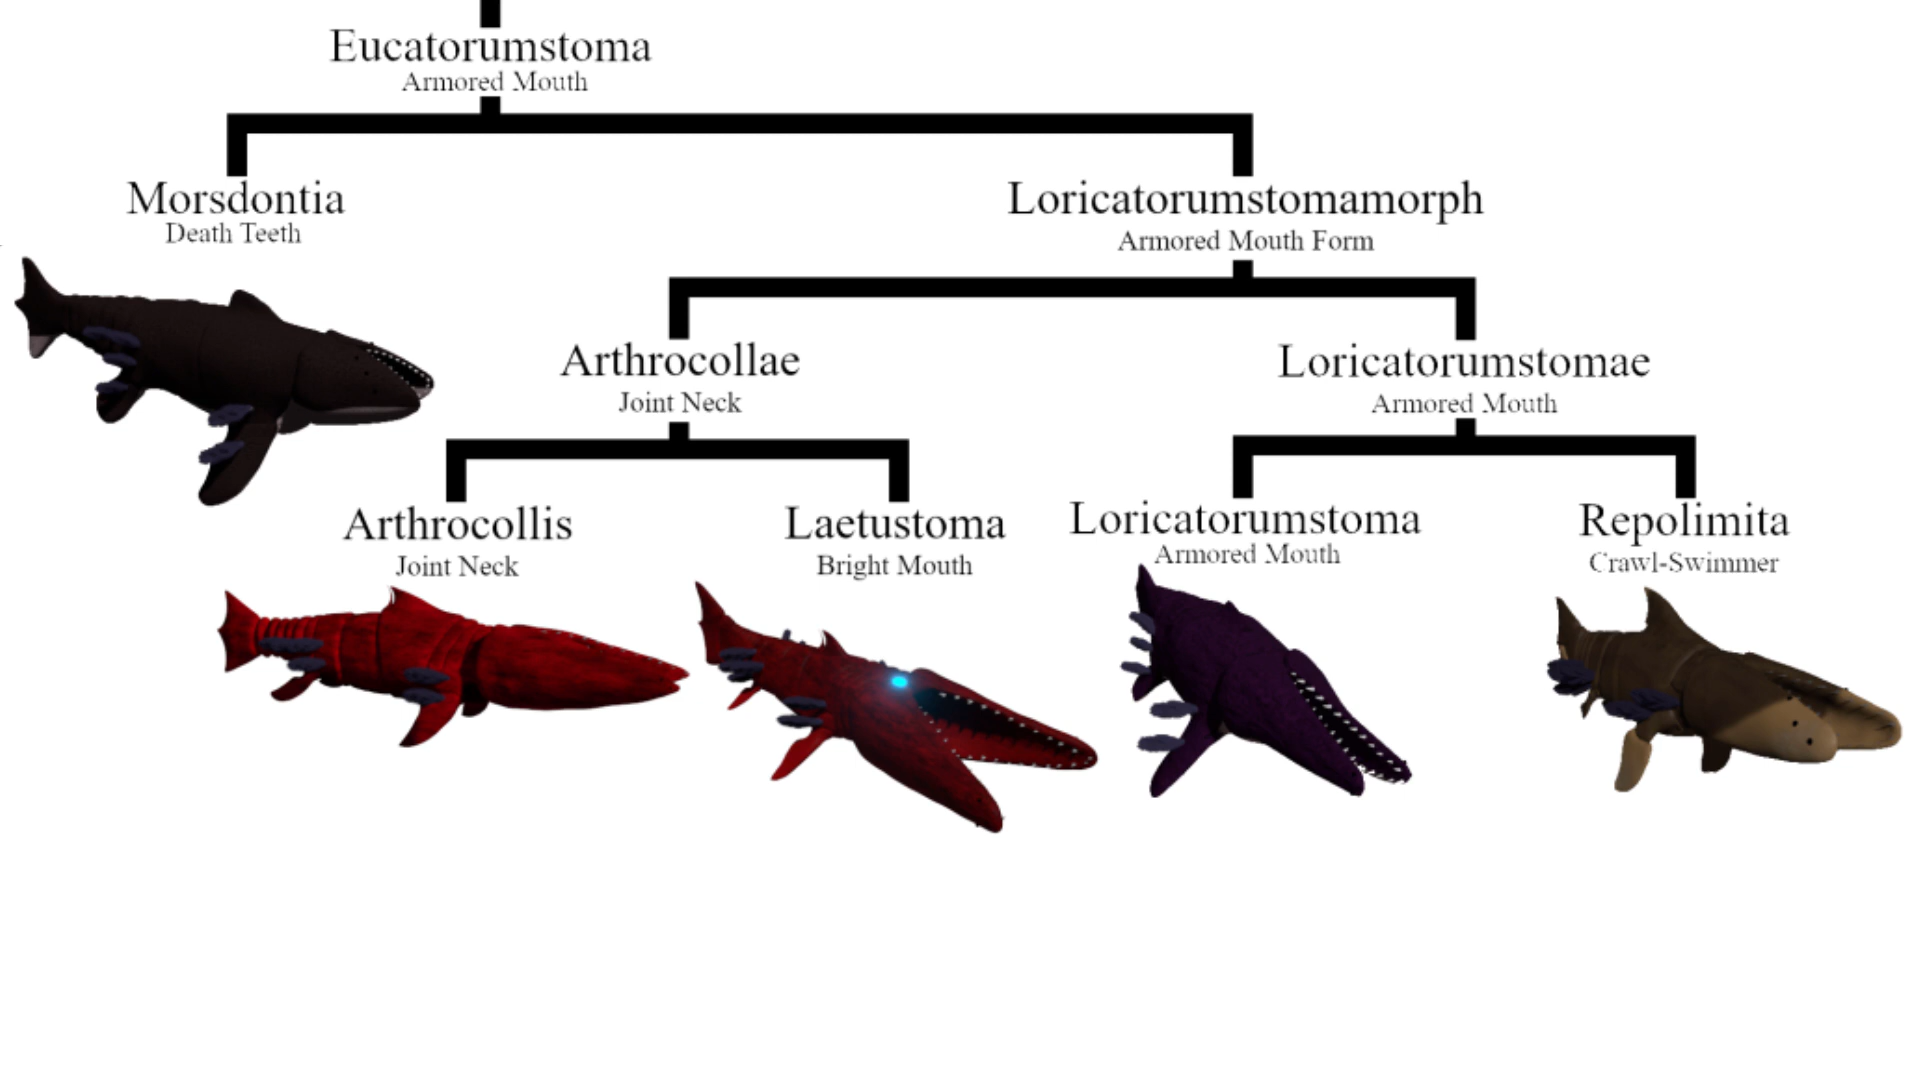 Eucatorumstoma
Armored Mouth
Morsdontia
Death Teeth
Loricatorumstomamorph
Armored Mouth Form
Arthrocollae
Joint Neck
Loricatorumstomae
Armored Mouth
Arthrocollis
Joint Neck
Laetustoma
Bright Mouth
Loricatorumstoma
Armored Mouth
Repolimita
Crawl-Swimmer